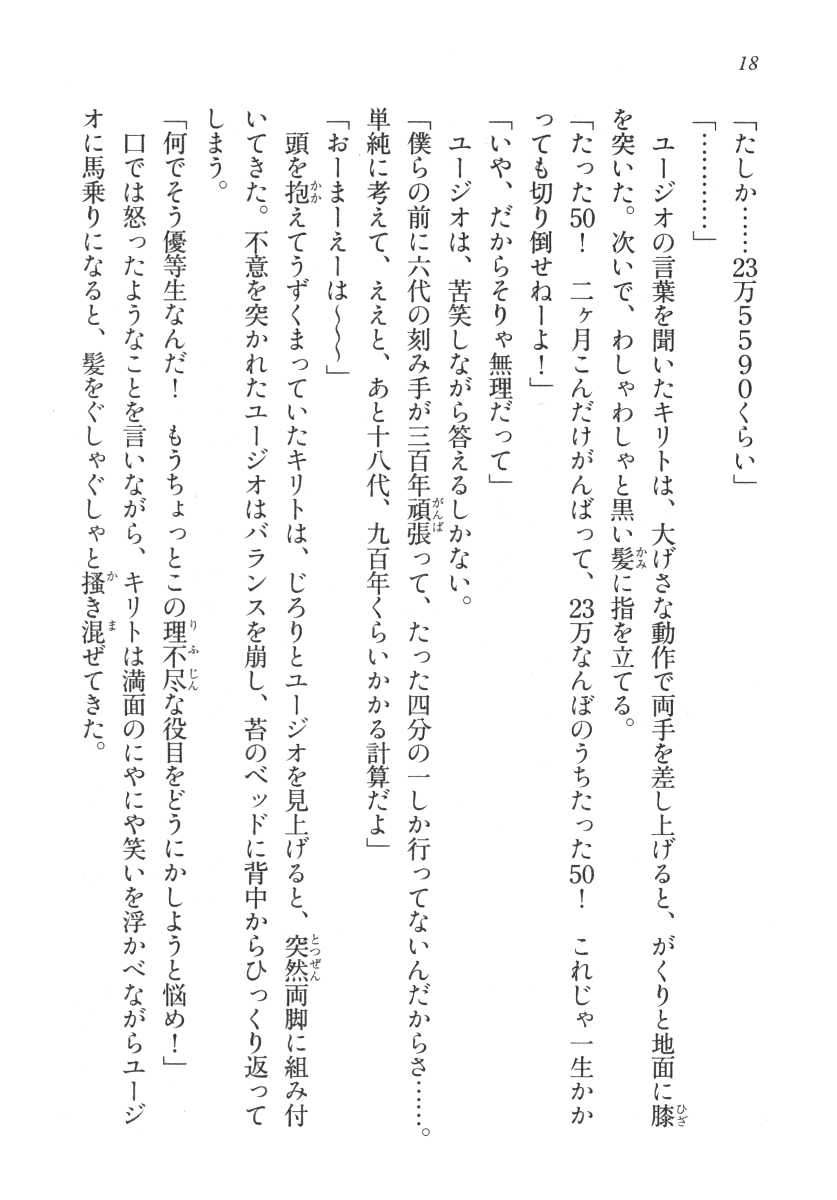 18
「たしか……23万5590くらい」
「…………」
　ユージオの言葉を聞いたキリトは、大げさな動作で両手を差し上げると、がくりと地面に膝
を突いた。次いで、わしゃわしゃと黒い髪に指を立てる。
「たった50！　二ヶ月こんだけがんばって、23万なんぼのうちたった50！　これじゃ一生かか
っても切り倒せねーよ！」
「いや、だからそりゃ無理だって」
　ユージオは、苦笑しながら答えるしかない。
「僕らの前に六代の刻み手が三百年頑張って、たった四分の一しか行ってないんだからさ……。
単純に考えて、ええと、あと十八代、九百年くらいかかる計算だよ」
「おーまーえーは～～～」
　頭を抱えてうずくまっていたキリトは、じろりとユージオを見上げると、突然両脚に組み付
いてきた。不意を突かれたユージオはバランスを崩し、苔のベッドに背中からひっくり返って
しまう。
「何でそう優等生なんだ！　もうちょっとこの理不尽な役目をどうにかしようと悩め！」
　口では怒ったようなことを言いながら、キリトは満面のにやにや笑いを浮かべながらユージ
オに馬乗りになると、髪をぐしゃぐしゃと掻き混ぜてきた。